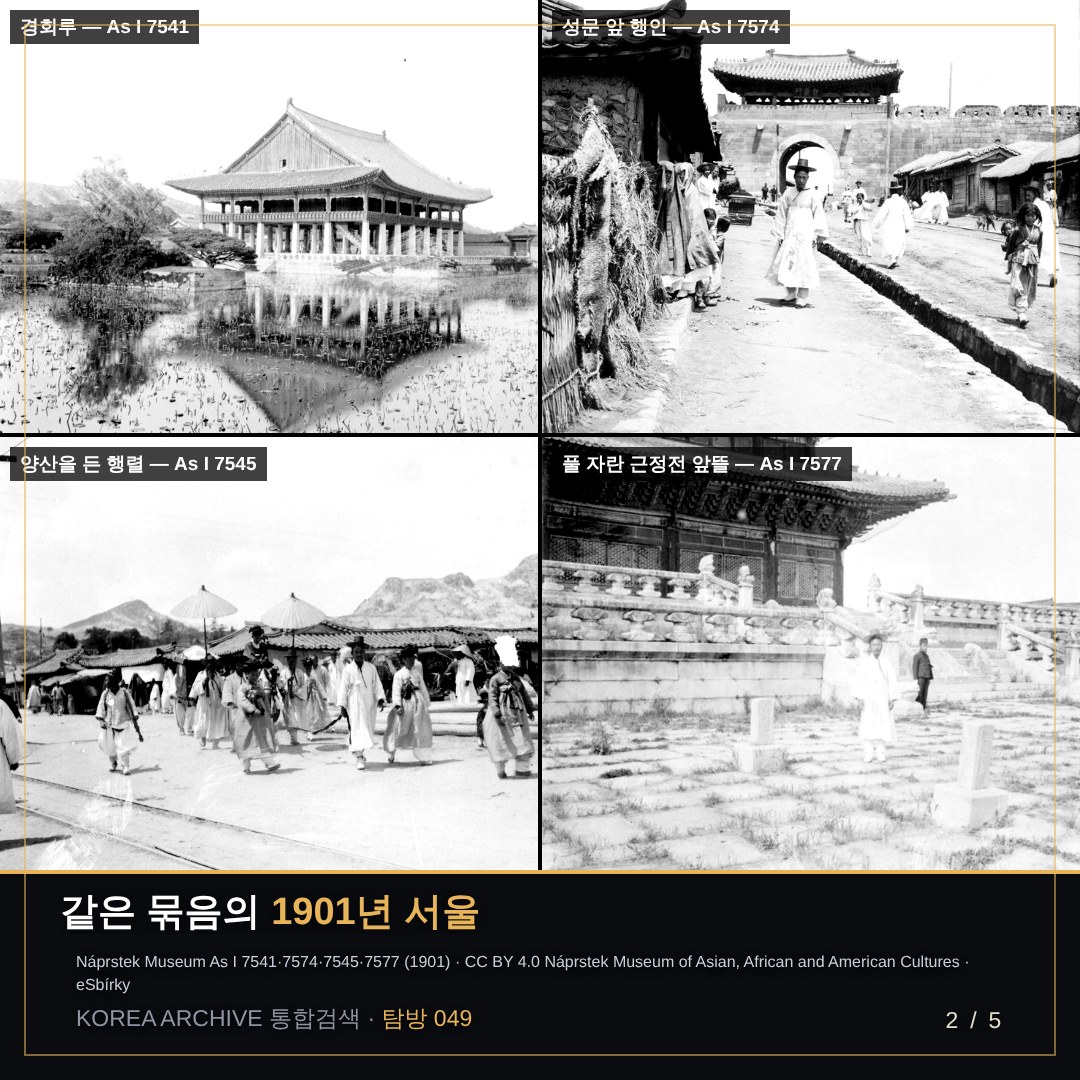 경회루 — As I 7541
성문 앞 행인 — As I 7574
양산을 든 행렬 — As I 7545
풀 자란 근정전 앞뜰 — As I 7577
같은 묶음의 1901년 서울
Náprstek Museum As I 7541·7574·7545·7577 (1901) · CC BY 4.0 Náprstek Museum of Asian, African and American Cultures ·
eSbírky
KOREA ARCHIVE 통합검색 · 탐방 049
2 / 5